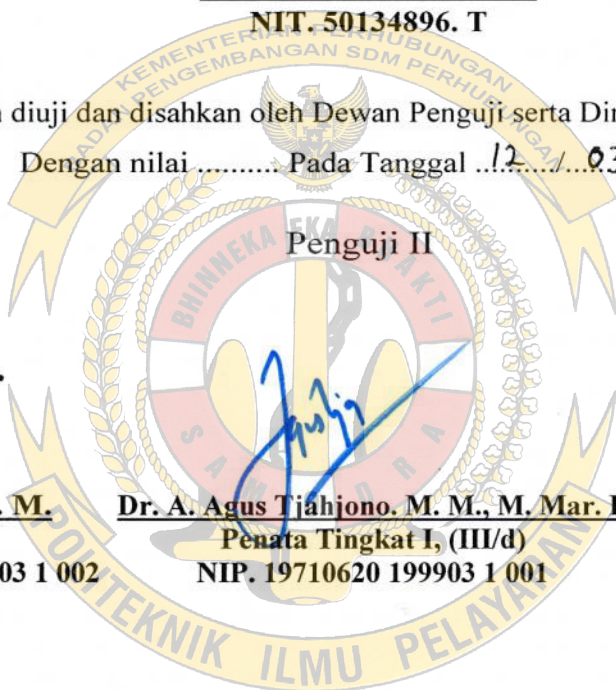 NIT. 50134896. T
KEMENTERIAN PERHUBUNGAN
BADAN PENGEMBANGAN SDM PERHUBUNGAN
diuji dan disahkan oleh Dewan Penguji serta
Dengan nilai .......... Pada Tanggal ..12..../....03
Penguji II
BHINNEKA EKA BHAKTI
SAMUDRA
. M. Dr. A. Agus Tjahjono. M. M., M. Mar.
Penata Tingkat I, (III/d)
03 1 002 NIP. 19710620 199903 1 001
POLITEKNIK ILMU PELAYARAN